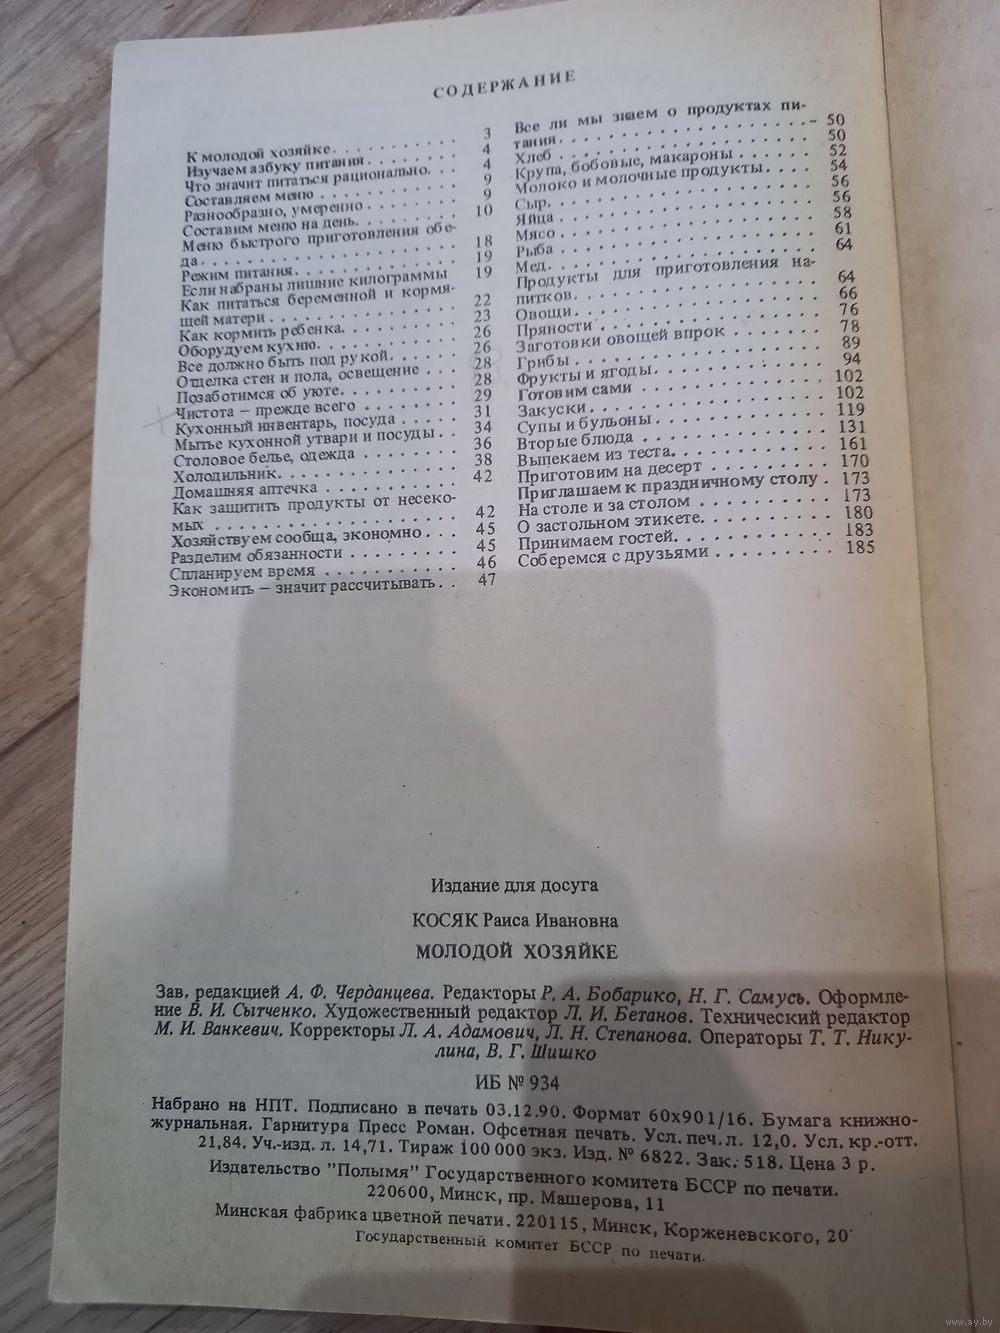 СОДЕРЖАНИЕ
К молодой хозяйке. . . . . . . . . . . 3
Изучаем азбуку питания . . . . . . . 4
Что значит питаться рационально. . . 4
Составляем меню . . . . . . . . . . 9
Разнообразно, умеренно . . . . . . . 9
Составим меню на день. . . . . . . . 10
Меню быстрого приготовления обе-
да. . . . . . . . . . . . . . . . . 18
Режим питания. . . . . . . . . . . . 19
Если набраны лишние килограммы 19
Как питаться беременной и кормя-
щей матери . . . . . . . . . . . . . 22
Как кормить ребенка. . . . . . . . . 23
Оборудуем кухню. . . . . . . . . . . 26
Все должно быть под рукой. . . . . . 26
Отделка стен и пола, освещение . . . 28
Позаботимся об уюте. . . . . . . . . 28
Чистота – прежде всего . . . . . . . 29
Кухонный инвентарь, посуда . . . . . 31
Мытье кухонной утвари и посуды . . 34
Столовое белье, одежда . . . . . . . 36
Холодильник. . . . . . . . . . . . . 38
Домашняя аптечка . . . . . . . . . . 42
Как защитить продукты от насеко-
мых . . . . . . . . . . . . . . . . 42
Хозяйствуем сообща, экономно . . . 45
Разделим обязанности . . . . . . . . 45
Спланируем время . . . . . . . . . . 46
Экономить – значит рассчитывать. . 47
Все ли мы знаем о продуктах пи-
тания. . . . . . . . . . . . . . . . 50
Хлеб . . . . . . . . . . . . . . . . 50
Крупа, бобовые, макароны . . . . . . 52
Молоко и молочные продукты. . . . 54
Сыр. . . . . . . . . . . . . . . . . 56
Яйца . . . . . . . . . . . . . . . . 56
Мясо . . . . . . . . . . . . . . . . 58
Рыба . . . . . . . . . . . . . . . . 61
Мед. . . . . . . . . . . . . . . . . 64
Продукты для приготовления на-
питков. . . . . . . . . . . . . . . 64
Овощи. . . . . . . . . . . . . . . . 66
Пряности . . . . . . . . . . . . . . 76
Заготовки овощей впрок . . . . . . . 78
Грибы . . . . . . . . . . . . . . . 89
Фрукты и ягоды. . . . . . . . . . . 94
Готовим сами . . . . . . . . . . . . 102
Закуски. . . . . . . . . . . . . . . 102
Супы и бульоны . . . . . . . . . . . 119
Вторые блюда . . . . . . . . . . . . 131
Выпекаем из теста. . . . . . . . . . 161
Приготовим на десерт . . . . . . . . 170
Приглашаем к праздничному столу . 173
На столе и за столом . . . . . . . . 173
О застольном этикете. . . . . . . . 180
Принимаем гостей. . . . . . . . . . 183
Соберемся с друзьями . . . . . . . . 185
Издание для досуга
КОСЯК Раиса Ивановна
МОЛОДОЙ ХОЗЯЙКЕ
Зав. редакцией А. Ф. Черданцева. Редакторы Р. А. Бобарико, Н. Г. Самусь. Оформле-
ние В. И. Сытченко. Художественный редактор Л. И. Бетанов. Технический редактор
М. И. Ванкевич. Корректоры Л. А. Адамович, Л. Н. Степанова. Операторы Т. Т. Нику-
лина, В. Г. Шишко
ИБ № 934
Набрано на НПТ. Подписано в печать 03.12.90. Формат 60х901/16. Бумага книжно-
журнальная. Гарнитура Пресс Роман. Офсетная печать. Усл. печ. л. 12,0. Усл. кр.-отт.
21,84. Уч.-изд. л. 14,71. Тираж 100 000 экз. Изд. № 6822. Зак. 518. Цена 3 р.
Издательство "Полымя" Государственного комитета БССР по печати.
220600, Минск, пр. Машерова, 11
Минская фабрика цветной печати. 220115, Минск, Корженевского, 20
Государственный комитет БССР по печати.
www.ay.by